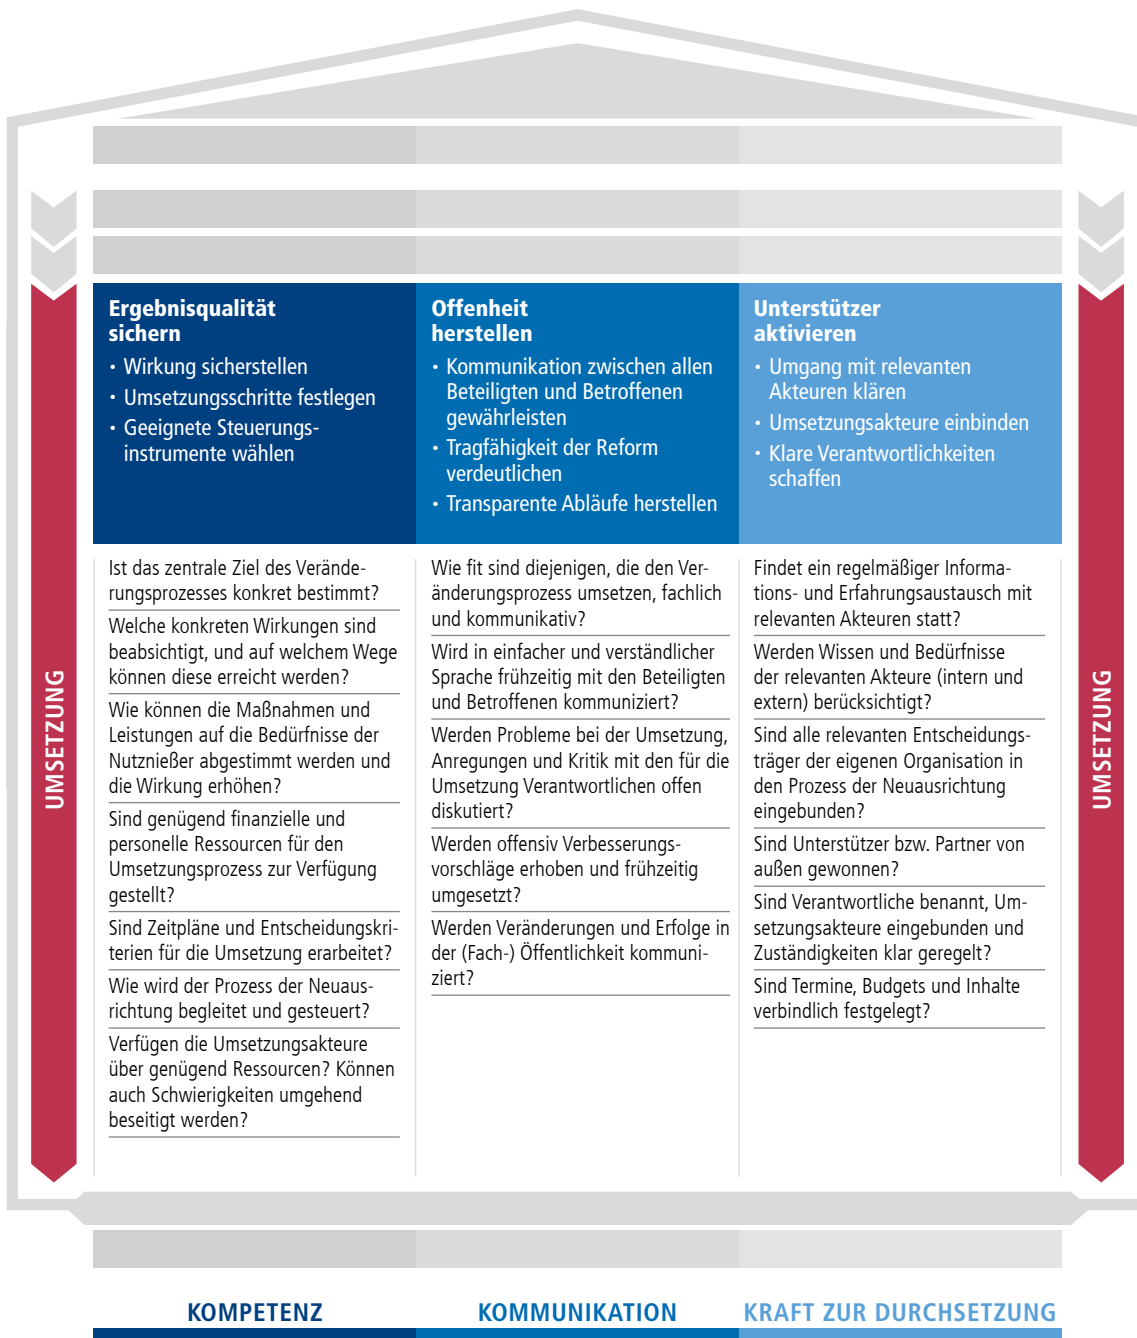 UMSETZUNG
Ergebnisqualität
sichern
· Wirkung sicherstellen
· Umsetzungsschritte festlegen
· Geeignete Steuerungs-
instrumente wählen
Ist das zentrale Ziel des Verände-
rungsprozesses konkret bestimmt?
Welche konkreten Wirkungen sind
beabsichtigt, und auf welchem Wege
können diese erreicht werden?
Wie können die Maßnahmen und
Leistungen auf die Bedürfnisse der
Nutznießer abgestimmt werden und
die Wirkung erhöhen?
Sind genügend finanzielle und
personelle Ressourcen für den
Umsetzungsprozess zur Verfügung
gestellt?
Sind Zeitpläne und Entscheidungskri-
terien für die Umsetzung erarbeitet?
Wie wird der Prozess der Neuaus-
richtung begleitet und gesteuert?
Verfügen die Umsetzungsakteure
über genügend Ressourcen? Können
auch Schwierigkeiten umgehend
beseitigt werden?
KOMPETENZ
Offenheit
herstellen
· Kommunikation zwischen allen
Beteiligten und Betroffenen
gewährleisten
· Tragfähigkeit der Reform
verdeutlichen
· Transparente Abläufe herstellen
Wie fit sind diejenigen, die den Ver-
änderungsprozess umsetzen, fachlich
und kommunikativ?
Wird in einfacher und verständlicher
Sprache frühzeitig mit den Beteiligten
und Betroffenen kommuniziert?
Werden Probleme bei der Umsetzung,
Anregungen und Kritik mit den für die
Umsetzung Verantwortlichen offen
diskutiert?
Werden offensiv Verbesserungs-
vorschläge erhoben und frühzeitig
umgesetzt?
Werden Veränderungen und Erfolge in
der (Fach-) Öffentlichkeit kommuni-
ziert?
KOMMUNIKATION
Unterstützer
aktivieren
· Umgang mit relevanten
Akteuren klären
· Umsetzungsakteure einbinden
· Klare Verantwortlichkeiten
schaffen
Findet ein regelmäßiger Informa-
tions- und Erfahrungsaustausch mit
relevanten Akteuren statt?
Werden Wissen und Bedürfnisse
der relevanten Akteure (intern und
extern) berücksichtigt?
Sind alle relevanten Entscheidungs-
träger der eigenen Organisation in
den Prozess der Neuausrichtung
eingebunden?
Sind Unterstützer bzw. Partner von
außen gewonnen?
Sind Verantwortliche benannt, Um-
setzungsakteure eingebunden und
Zuständigkeiten klar geregelt?
Sind Termine, Budgets und Inhalte
verbindlich festgelegt?
KRAFT ZUR DURCHSETZUNG
UMSETZUNG